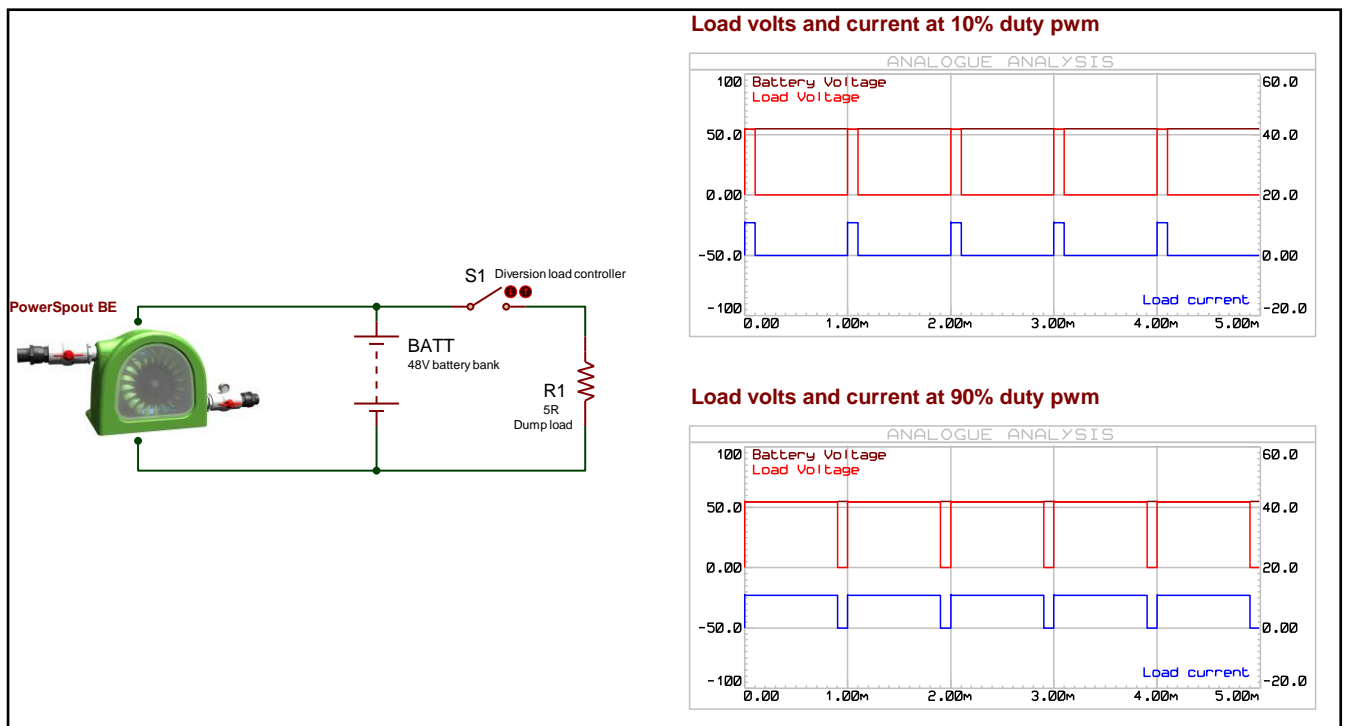 Load volts and current at 10% duty pwm
ANALOGUE ANALYSIS
100
Battery Voltage
60.0
Load Voltage
50.0
40.0
0.00
20.0
-50.0
0.00
Load current
-100
-20.0
0.00
1.00m
2.00m
3.00m
4.00m
5.00m
S1
Diversion load controller
PowerSpout BE
BATT
48V battery bank
R1
5R
Dump load
Load volts and current at 90% duty pwm
ANALOGUE ANALYSIS
100
Battery Voltage
60.0
Load Voltage
50.0
40.0
0.00
20.0
-50.0
0.00
Load current
-100
-20.0
0.00
1.00m
2.00m
3.00m
4.00m
5.00m